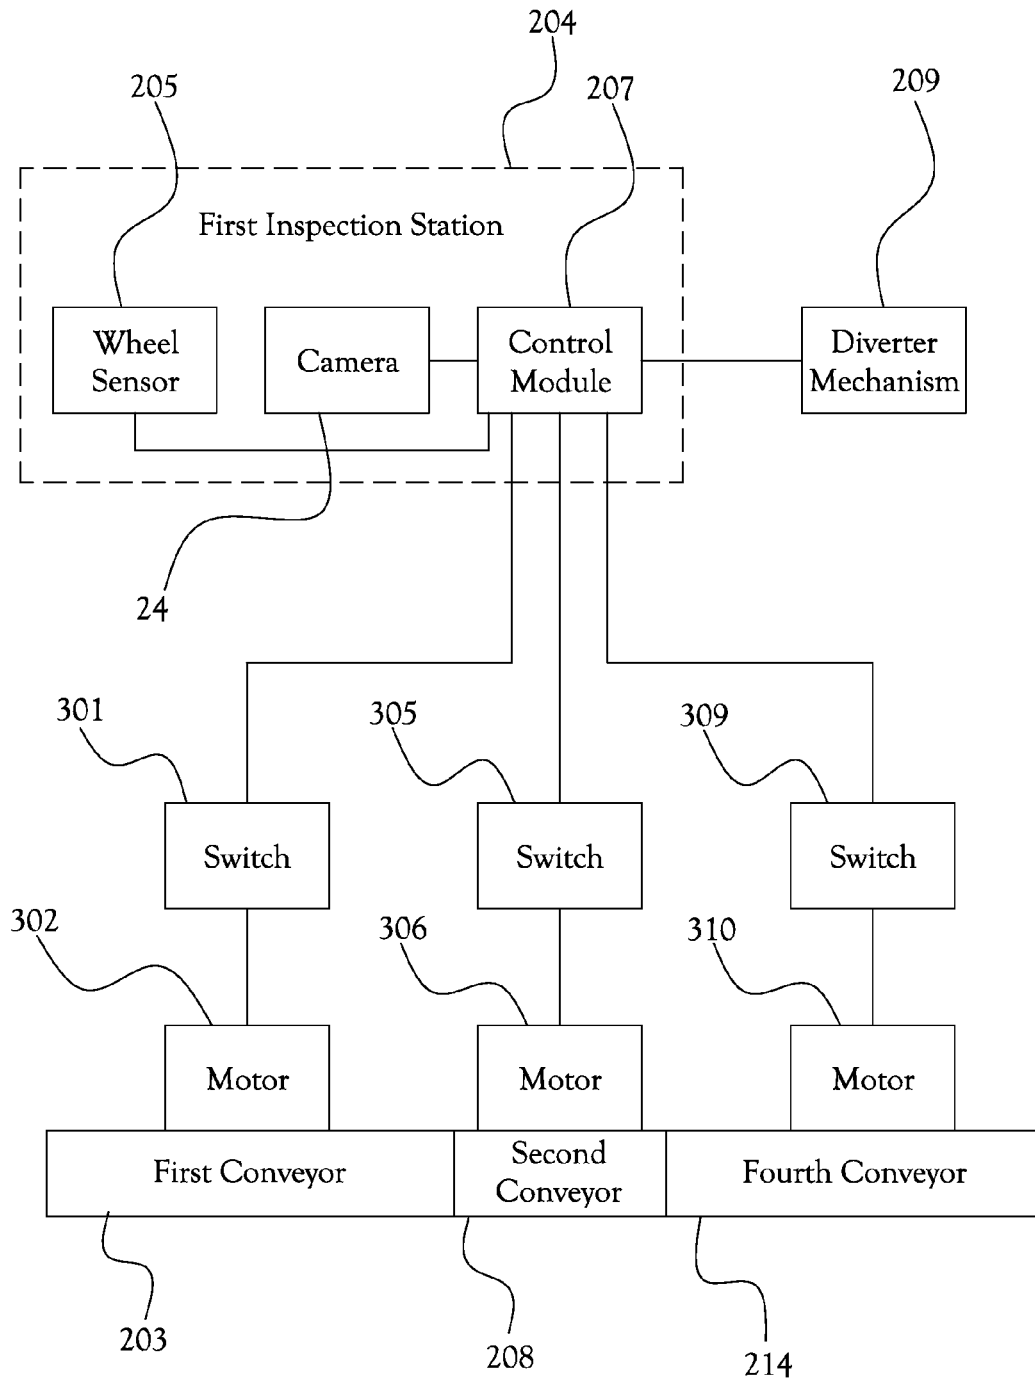 204
205
207
209
First Inspection Station
Wheel
Sensor
Camera
Control
Module
Diverter
Mechanism
24
301
305
309
Switch
Switch
Switch
302
306
310
Motor
Motor
Motor
First Conveyor
Second
Conveyor
Fourth Conveyor
203
208
214